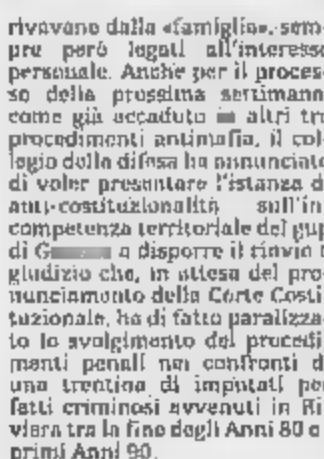 rivavano dalla «famiglia», sem-
pre però legati all'interess
personale. Anche per il proces-
so della prossima settimana
come già accaduto in altri tre
procedimenti antimafia, il col-
legio della difesa ha annunciato
di voler presentare l'istanza d
anti-costituzionalità sull'in
competenza territoriale del gup
di G a disporre il rinvio a
giudizio che, in attesa del pro-
nunciamento della Corte Costi
tuzionale, ha di fatto paralizza-
to lo svolgimento dei procedi
menti penali nei confronti d
una trentina di imputati per
fatti criminosi avvenuti in Ri
viera tra la fine degli Anni 80 e
primi Anni 90.